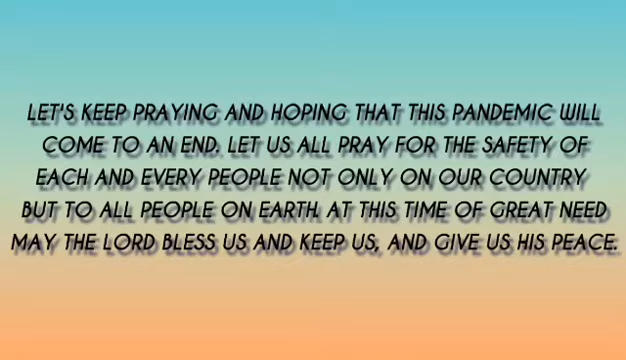 LET'S KEEP PRAYING AND HOPING THAT THIS PANDEMIC WILL
COME TO AN END. LET US ALL PRAY FOR THE SAFETY OF
EACH AND EVERY PEOPLE NOT ONLY ON OUR COUNTRY
BUT TO ALL PEOPLE ON EARTH. AT THIS TIME OF GREAT NEED
MAY THE LORD BLESS US AND KEEP US, AND GIVE US HIS PEACE.